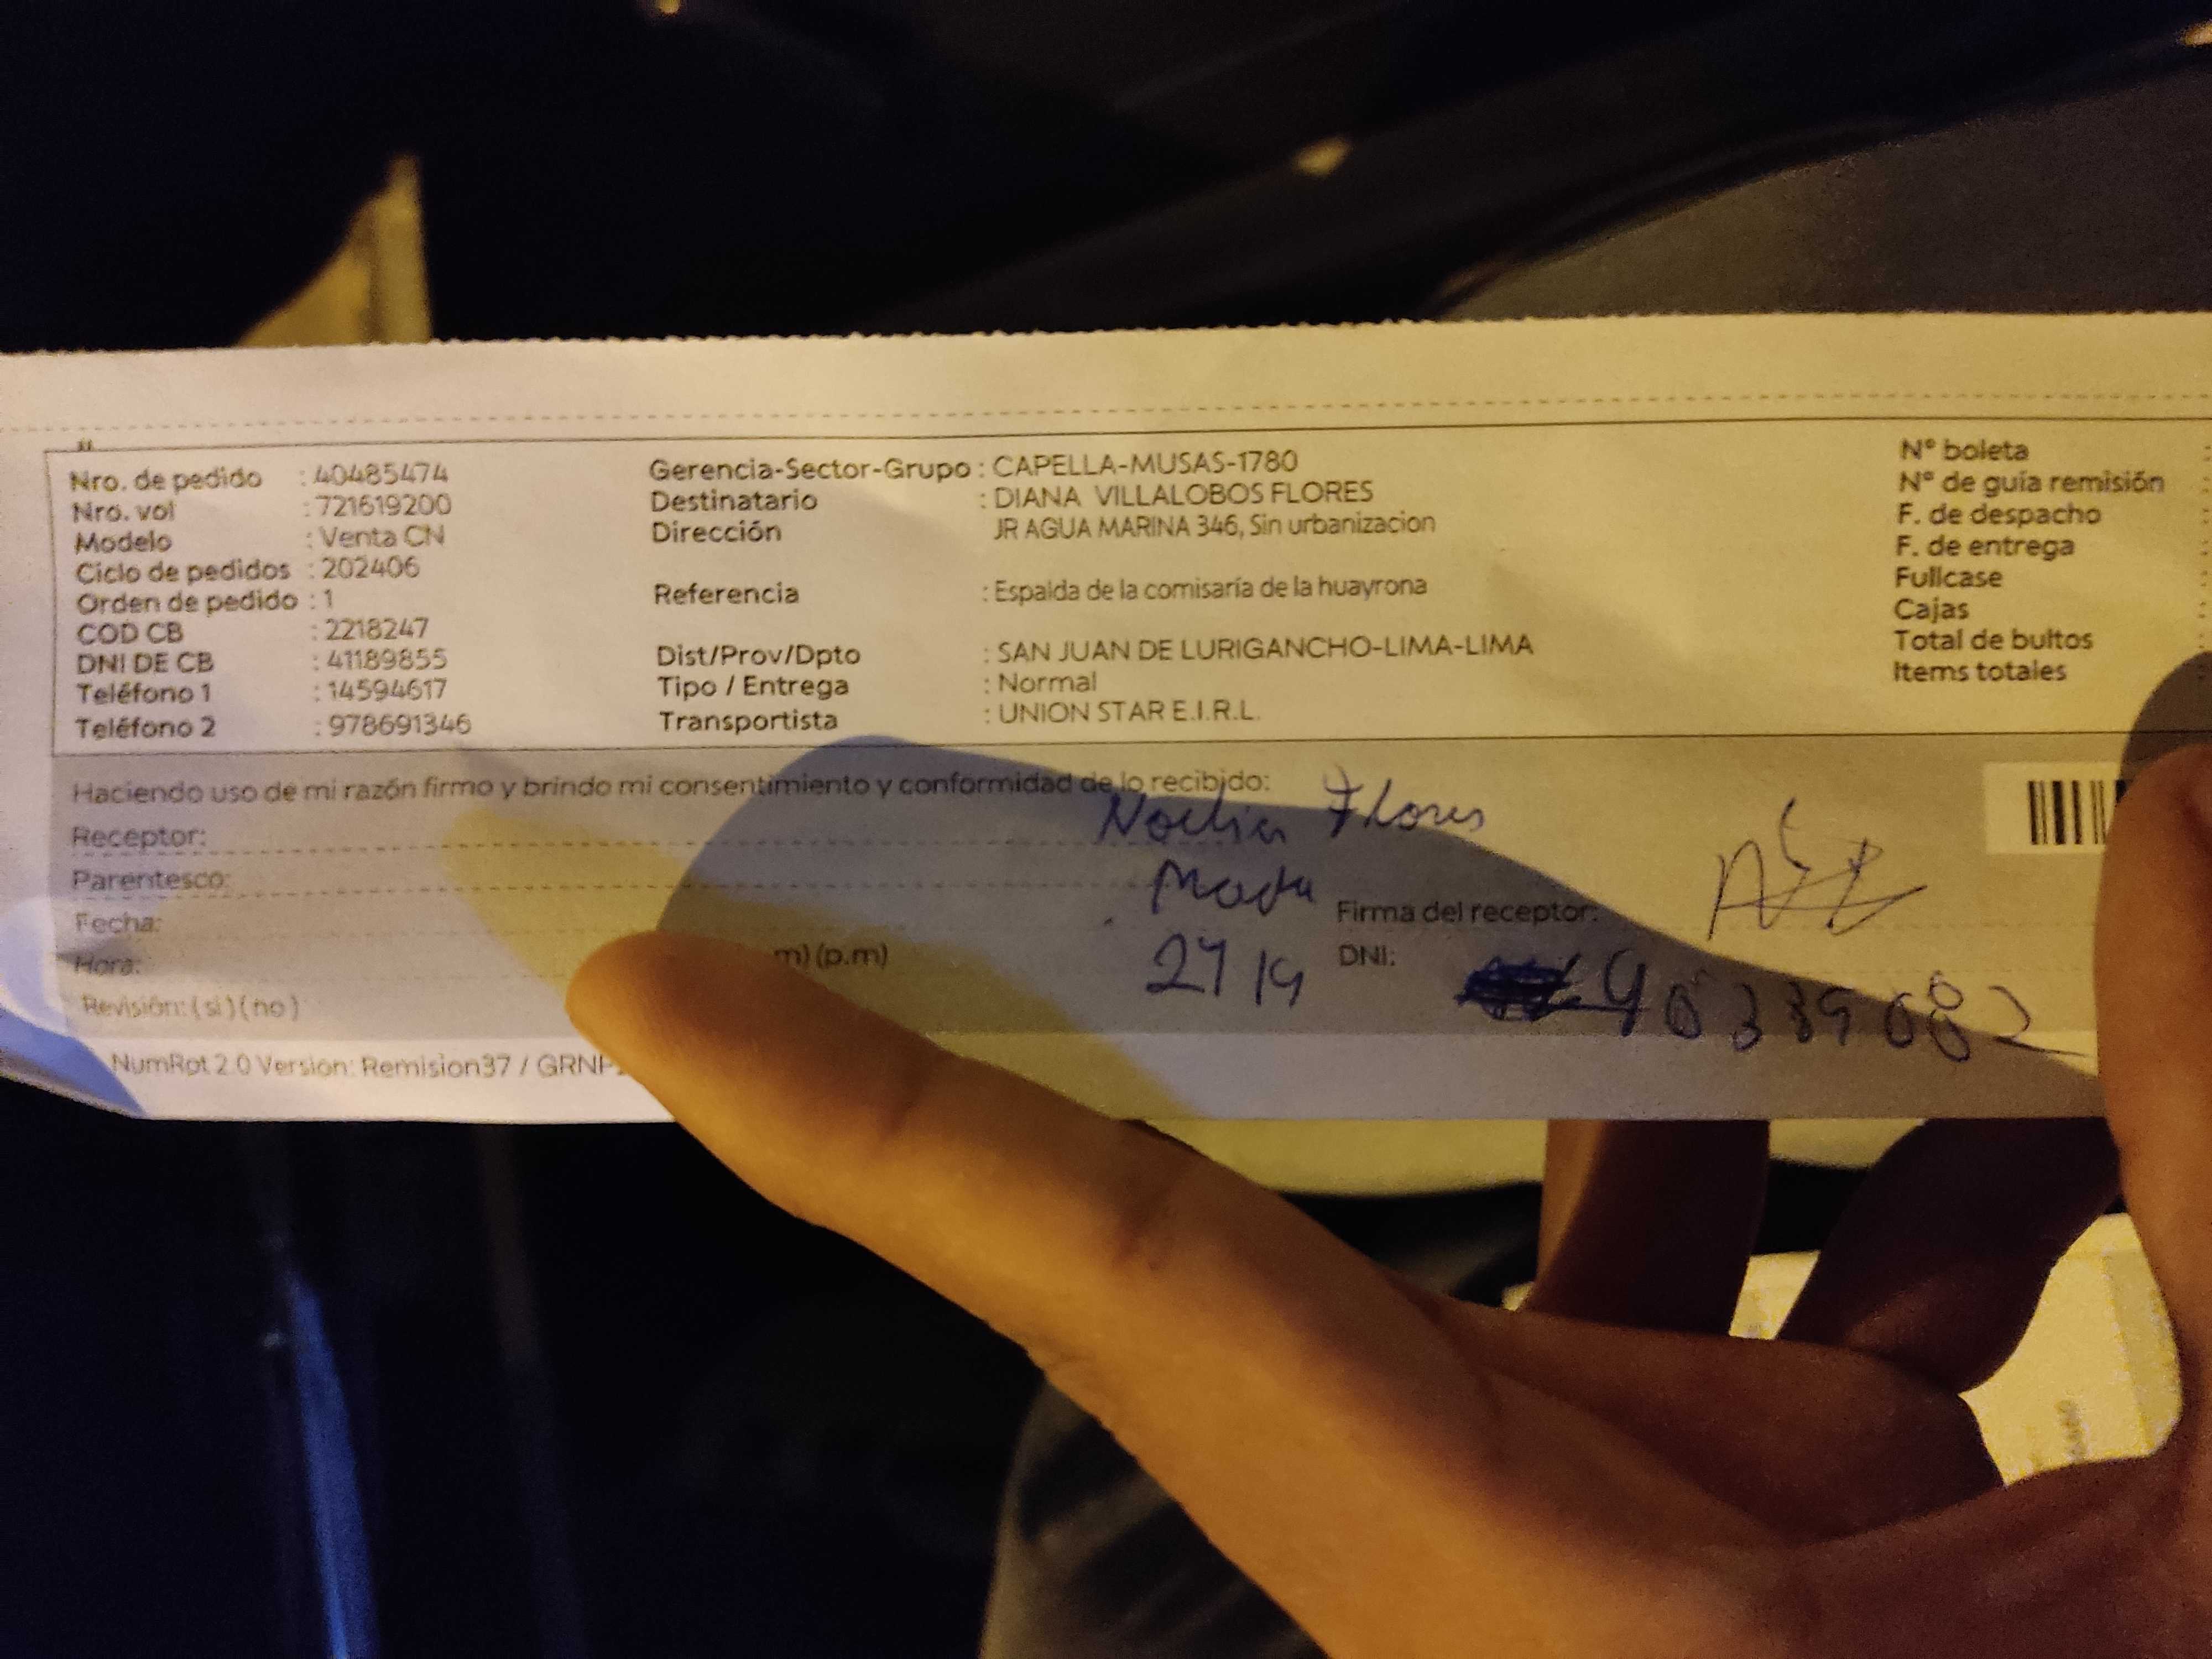 Nro. de pedido : 40485474
Nro. vol : 721619200
Modelo : Venta CN
Ciclo de pedidos : 202406
Orden de pedido : 1
COD CB : 2218247
DNI DE CB : 41189855
Teléfono 1 : 14594617
Teléfono 2 : 978691346
Gerencia-Sector-Grupo : CAPELLA-MUSAS-1780
Destinatario : DIANA VILLALOBOS FLORES
Dirección JR AGUA MARINA 346, Sin urbanizacion
Referencia : Espalda de la comisaría de la huayrona
Dist/Prov/Dpto : SAN JUAN DE LURIGANCHO-LIMA-LIMA
Tipo / Entrega : Normal
Transportista : UNION STAR E.I.R.L.
N° boleta :
N° de guía remisión :
F. de despacho :
F. de entrega :
Fullcase :
Cajas :
Total de bultos :
Items totales
Haciendo uso de mi razón firmo y brindo mi consentimiento y conformidad de lo recibido:
Receptor: Noelia Flores
Parentesco:
Fecha:
Firma del receptor:
Hora: m) (p.m)
DNI:
Revisión: (si) (no)
NumRot 2.0 Version: Remision37 / GRNP